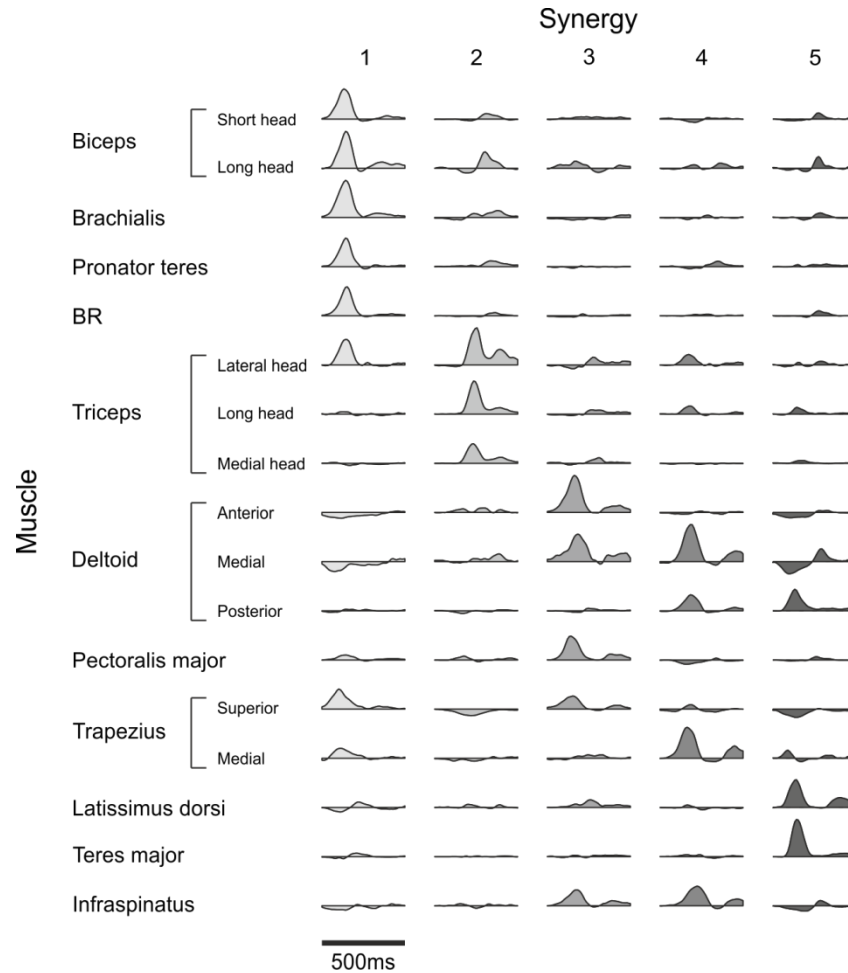 Synergy
1 2 3 4 5
Muscle
Biceps
Short head
Long head
Brachialis
Pronator teres
BR
Triceps
Lateral head
Long head
Medial head
Deltoid
Anterior
Medial
Posterior
Pectoralis major
Trapezius
Superior
Medial
Latissimus dorsi
Teres major
Infraspinatus
500ms